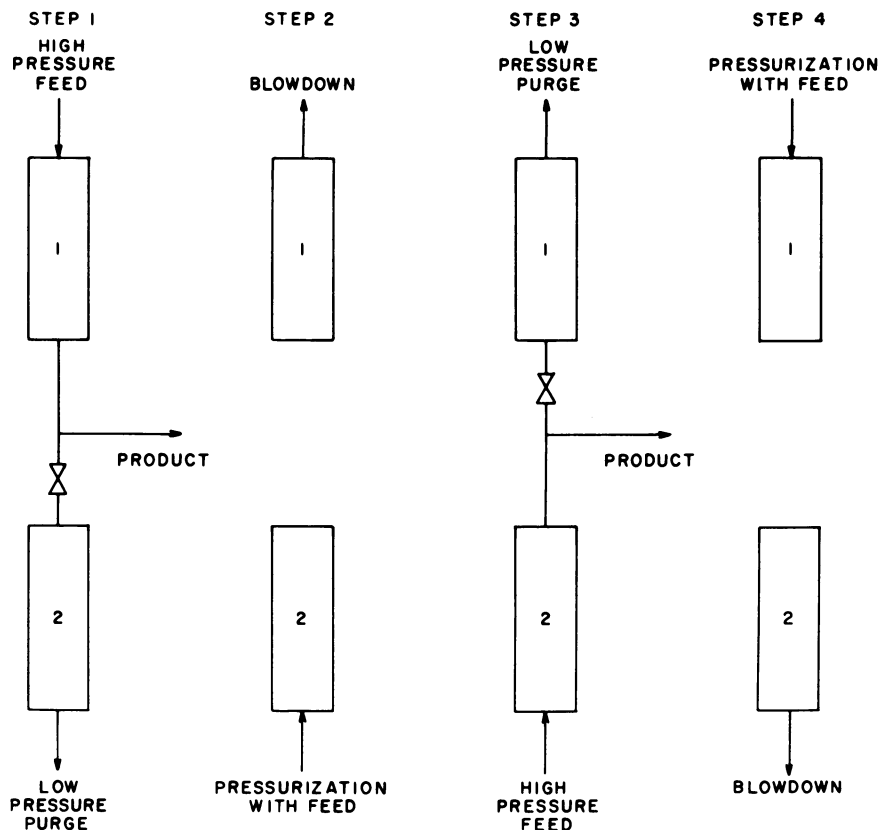 STEP 1
STEP 2
STEP 3
STEP 4
HIGH
PRESSURE
FEED
BLOWDOWN
LOW
PRESSURE
PURGE
PRESSURIZATION
WITH FEED
1
1
1
1
PRODUCT
PRODUCT
2
2
2
2
LOW
PRESSURE
PURGE
PRESSURIZATION
WITH FEED
HIGH
PRESSURE
FEED
BLOWDOWN